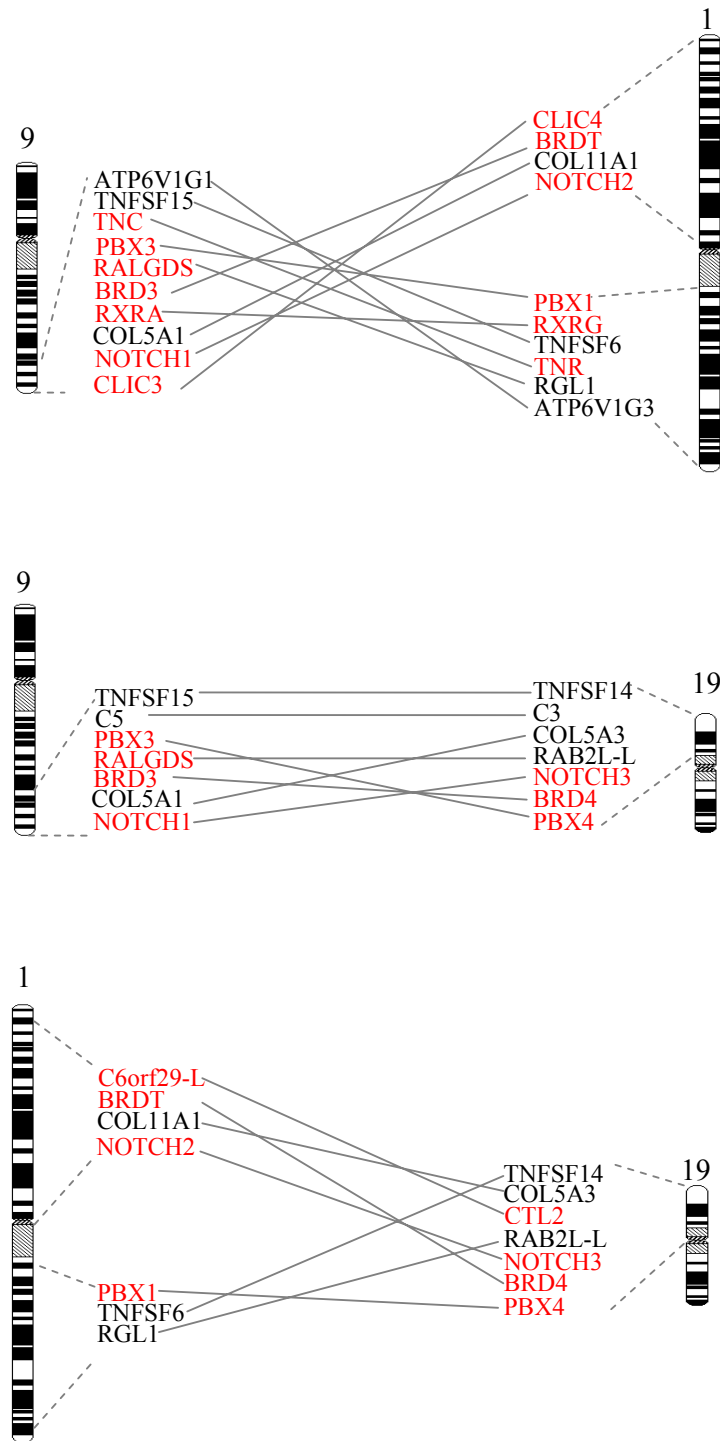 1
9
CLIC4
BRDT
COL11A1
NOTCH2
ATP6V1G1
TNFSF15
TNC
PBX3
RALGDS
BRD3
RXRA
COL5A1
NOTCH1
CLIC3
PBX1
RXRG
TNFSF6
TNR
RGL1
ATP6V1G3
9
19
TNFSF15
C5
PBX3
RALGDS
BRD3
COL5A1
NOTCH1
TNFSF14
C3
COL5A3
RAB2L-L
NOTCH3
BRD4
PBX4
1
19
C6orf29-L
BRDT
COL11A1
NOTCH2
PBX1
TNFSF6
RGL1
TNFSF14
COL5A3
CTL2
RAB2L-L
NOTCH3
BRD4
PBX4